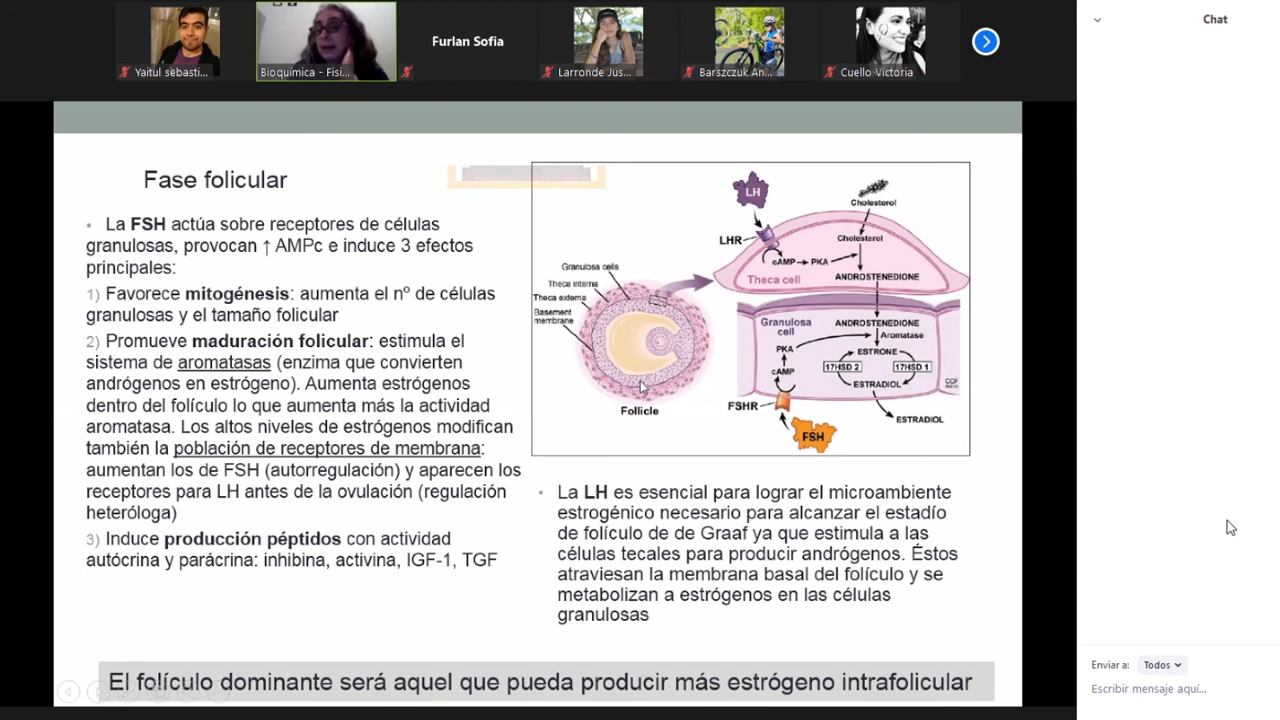 Chat
Yaitul sebasti...
Bioquímica - Fisi...
Furlan Sofia
Larronde Jus...
Barszczuk An...
Cuello Victoria
Fase folicular
• La FSH actúa sobre receptores de células
granulosas, provocan ↑ AMPc e induce 3 efectos
principales:
1) Favorece mitogénesis: aumenta el nº de células
granulosas y el tamaño folicular
2) Promueve maduración folicular: estimula el
sistema de aromatasas (enzima que convierten
andrógenos en estrógeno). Aumenta estrógenos
dentro del folículo lo que aumenta más la actividad
aromatasa. Los altos niveles de estrógenos modifican
también la población de receptores de membrana:
aumentan los de FSH (autorregulación) y aparecen los
receptores para LH antes de la ovulación (regulación
heteróloga)
3) Induce producción péptidos con actividad
autócrina y parácrina: inhibina, activina, IGF-1, TGF
Granulosa cells
Theca interna
Theca externa
Basement
membrane
Follicle
LH
LHR
Cholesterol
Cholesterol
cAMP
PKA
ANDROSTENEDIONE
Theca cell
Granulosa
cell
ANDROSTENEDIONE
Aromatase
PKA
ESTRONE
17HSD 2
17HSD 1
cAMP
ESTRADIOL
FSHR
ESTRADIOL
FSH
• La LH es esencial para lograr el microambiente
estrogénico necesario para alcanzar el estadío
de folículo de de Graaf ya que estimula a las
células tecales para producir andrógenos. Éstos
atraviesan la membrana basal del folículo y se
metabolizan a estrógenos en las células
granulosas
El folículo dominante será aquel que pueda producir más estrógeno intrafolicular
Enviar a: Todos
Escribir mensaje aquí...